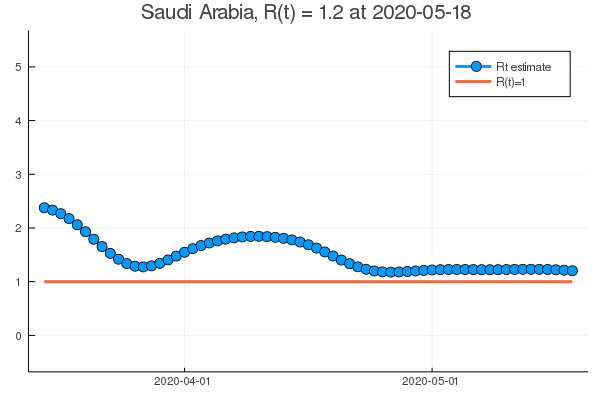 Saudi Arabia, R(t) = 1.2 at 2020-05-18
Rt estimate
R(t)=1
5
4
3
2
1
0
2020-04-01
2020-05-01